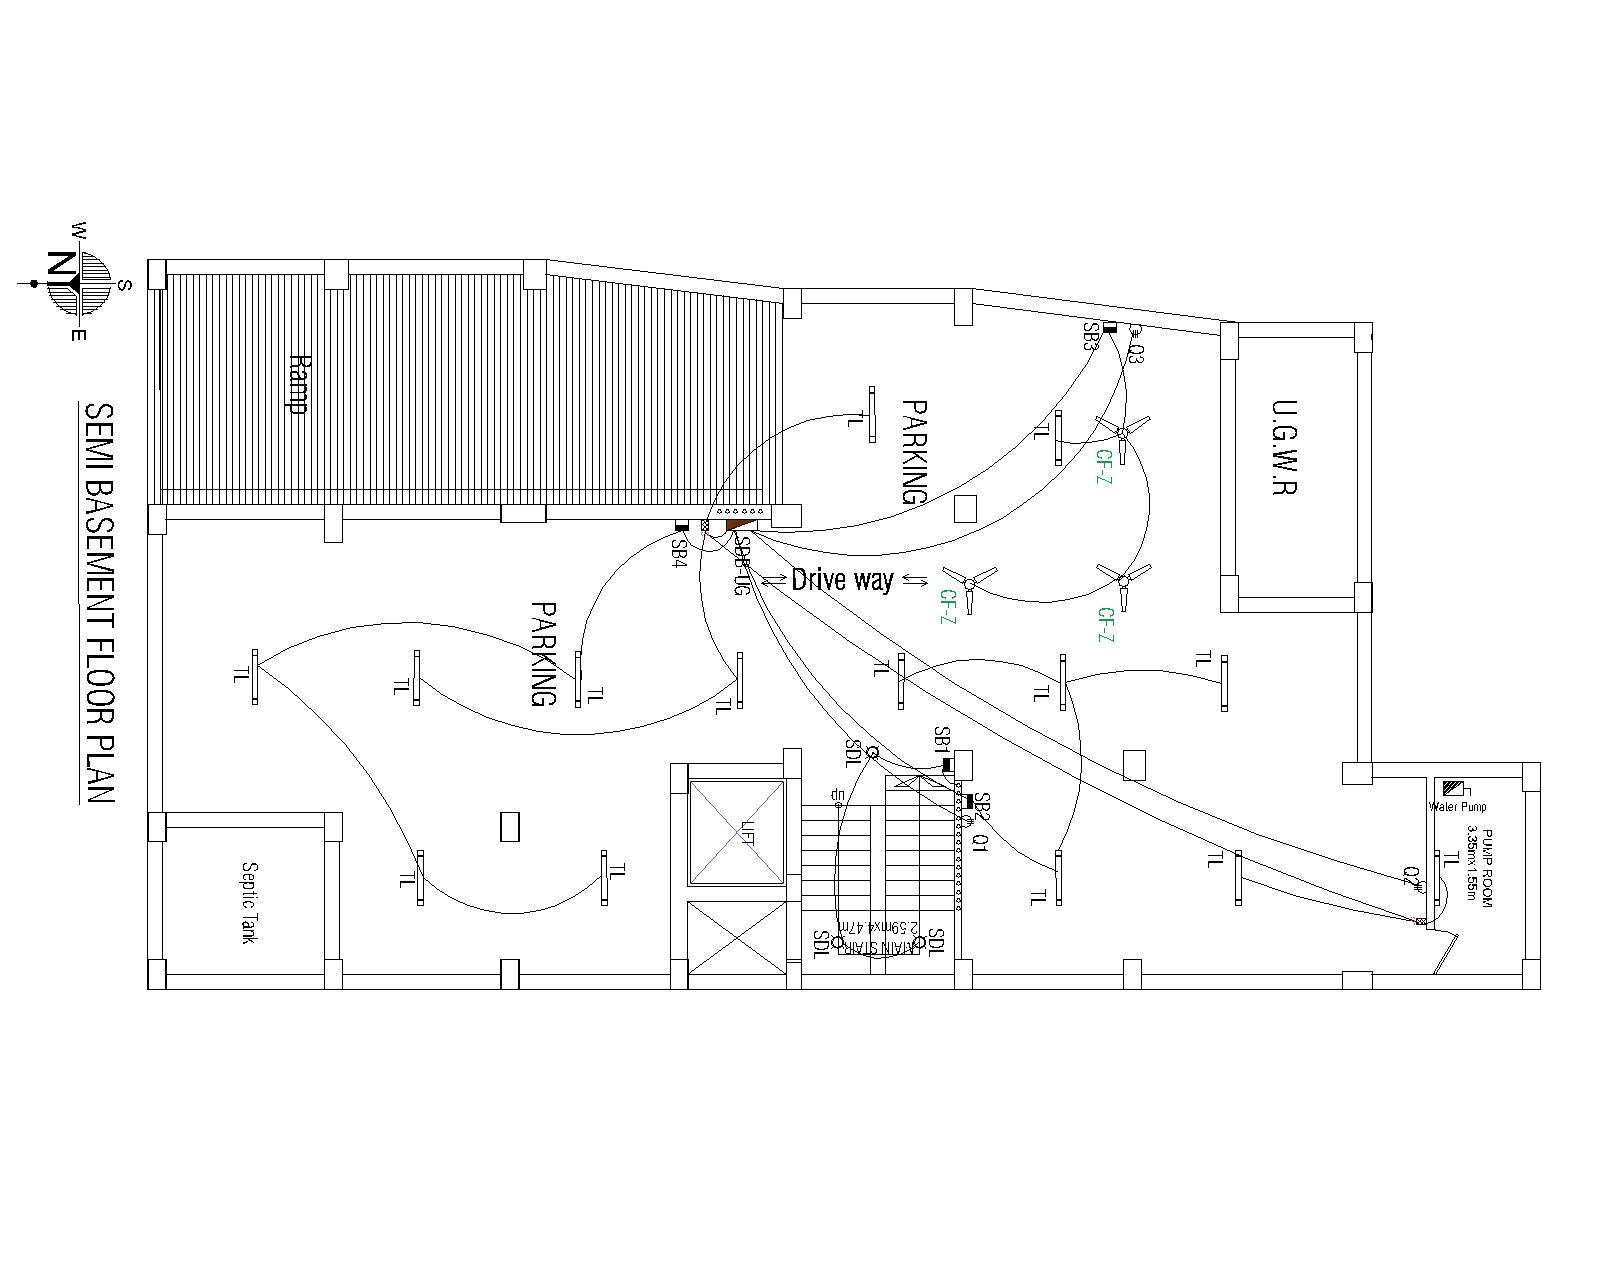 W
S
N
E
SEMI BASEMENT FLOOR PLAN
Ramp
PARKING
U.G.W.R
SB3
Q3
TL
TL
CF-Z
SB4
SDB-UG
Drive way
CF-Z
CF-Z
PARKING
TL
TL
TL
TL
TL
TL
TL
SDL
SB1
SB2
Q1
up
LIFT
Water Pump
PUMP ROOM
3.35mx1.55m
Q2
TL
TL
TL
TL
TL
Septic Tank
MAIN STAIR
2.59mx4.47m
SDL
SDL